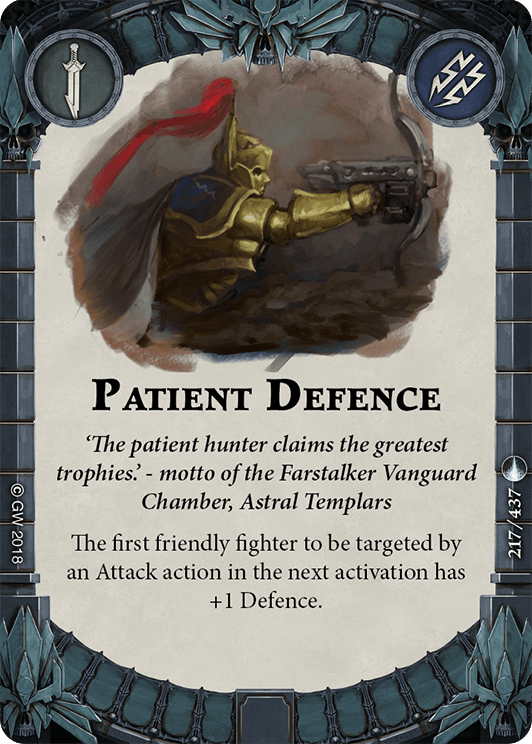 PATIENT DEFENCE
‘The patient hunter claims the greatest
trophies.’ - motto of the Farstalker Vanguard
Chamber, Astral Templars
The first friendly fighter to be targeted by
an Attack action in the next activation has
+1 Defence.
© GW 2018
217/437